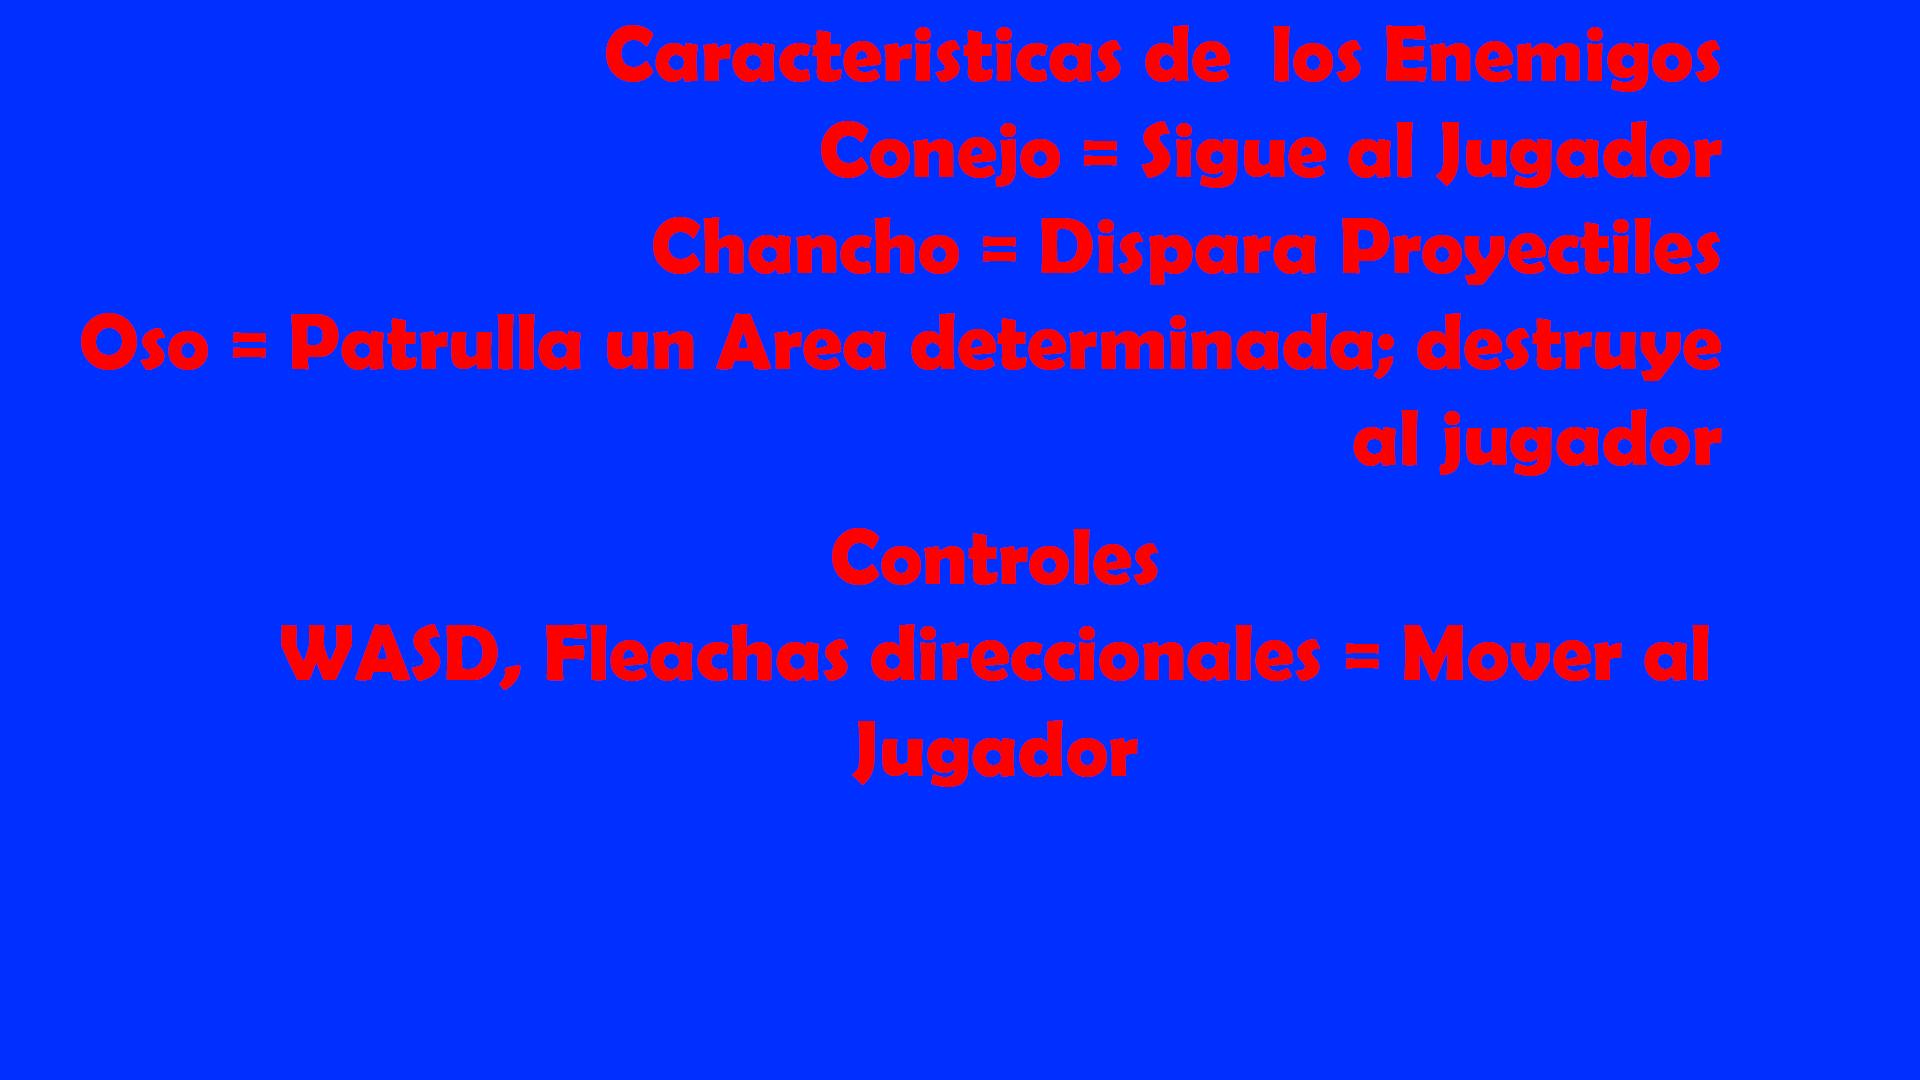 Caracteristicas de  los Enemigos
Conejo = Sigue al Jugador
Chancho = Dispara Proyectiles
Oso = Patrulla un Area determinada; destruye
al jugador
Controles
WASD, Fleachas direccionales = Mover al
Jugador